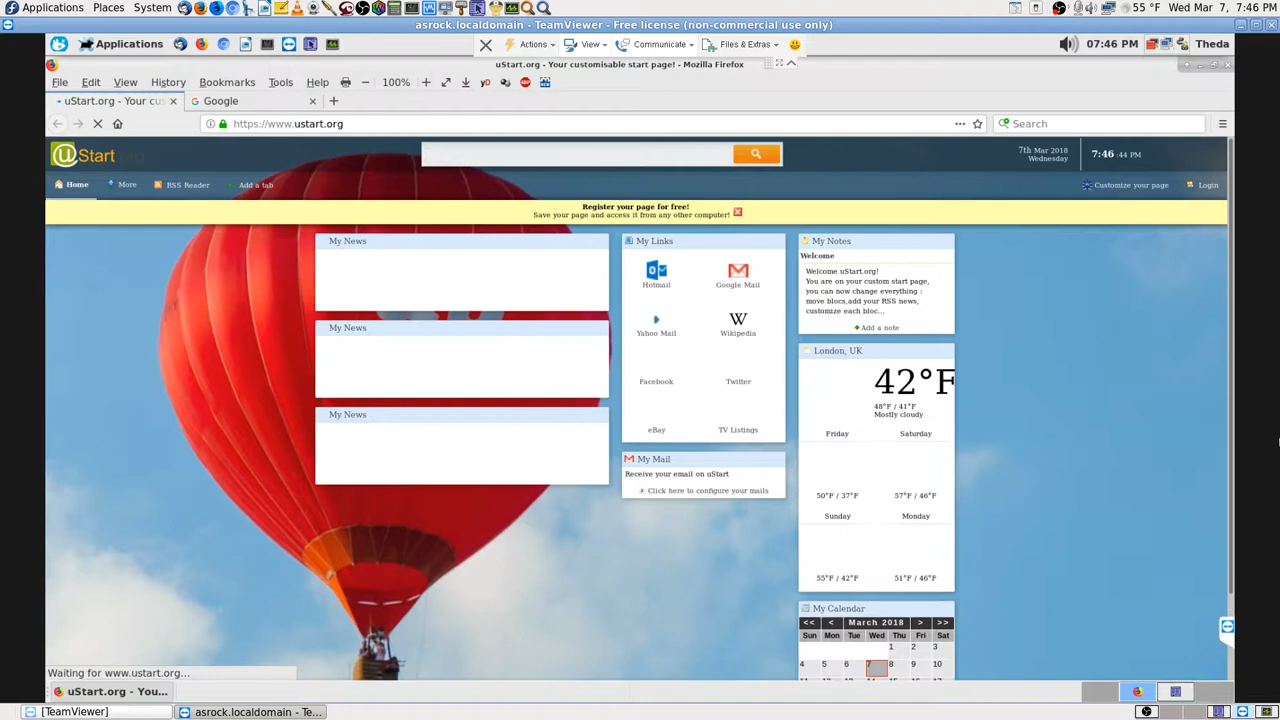 Applications Places System 55 °F Wed Mar 7, 7:46 PM
asrock.localdomain - TeamViewer - Free license (non-commercial use only)
Applications Actions View Communicate Files & Extras 07:46 PM Theda
uStart.org - Your customisable start page! - Mozilla Firefox
File Edit View History Bookmarks Tools Help 100%
uStart.org - Your cus Google
https://www.ustart.org Search
uStart.org
7th Mar 2018
Wednesday
7:46 :44 PM
Home More RSS Reader Add a tab Customize your page Login
Register your page for free!
Save your page and access it from any other computer!
My News
My News
My News
My Links
Hotmail Google Mail
Yahoo Mail Wikipedia
Facebook Twitter
eBay TV Listings
My Mail
Receive your email on uStart
Click here to configure your mails
My Notes
Welcome
Welcome uStart.org!
You are on your custom start page,
you can now change everything :
move blocs,add your RSS news,
customize each bloc...
Add a note
London, UK
42°F
48°F / 41°F
Mostly cloudy
Friday Saturday
50°F / 37°F 57°F / 46°F
Sunday Monday
55°F / 42°F 51°F / 46°F
My Calendar
<< < March 2018 > >>
Sun Mon Tue Wed Thu Fri Sat
1 2 3
4 5 6 7 8 9 10
Waiting for www.ustart.org...
uStart.org - You...
[TeamViewer] asrock.localdomain - Te...